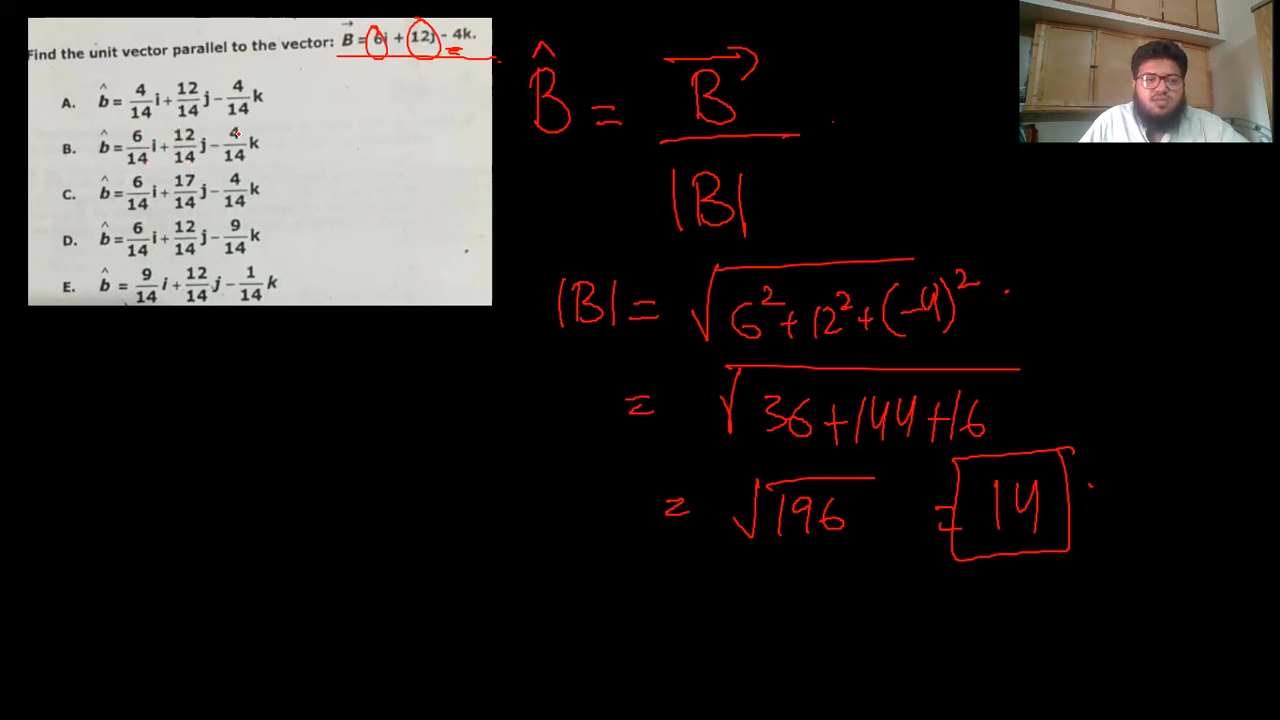 Find the unit vector parallel to the vector: B⃗ = 6i + 12j - 4k.
A. b̂ = 4/14 i + 12/14 j - 4/14 k
B. b̂ = 6/14 i + 12/14 j - 4/14 k
C. b̂ = 6/14 i + 17/14 j - 4/14 k
D. b̂ = 6/14 i + 12/14 j - 9/14 k
E. b̂ = 9/14 i + 12/14 j - 1/14 k
B̂ = B⃗ / |B|
|B| = √(6² + 12² + (-4)²)
= √(36 + 144 + 16)
= √196 = 14